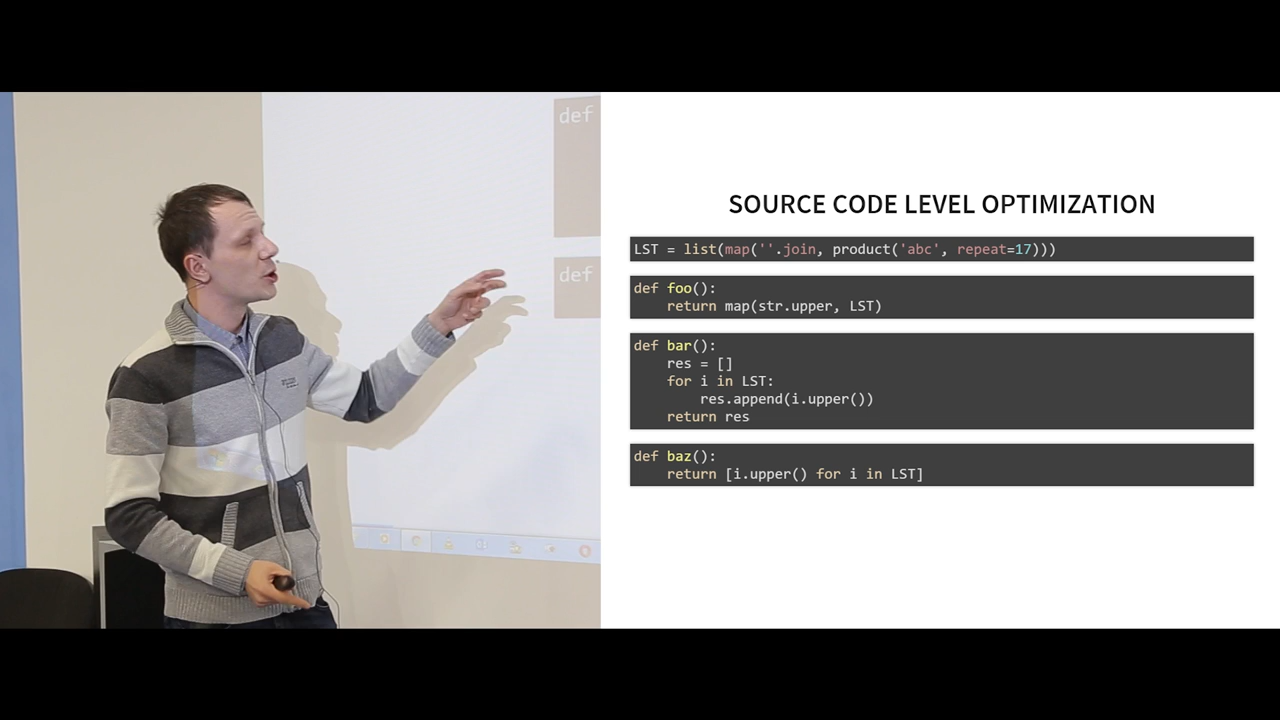 def
def
SOURCE CODE LEVEL OPTIMIZATION
LST = list(map(''.join, product('abc', repeat=17)))
def foo():
    return map(str.upper, LST)
def bar():
    res = []
    for i in LST:
        res.append(i.upper())
    return res
def baz():
    return [i.upper() for i in LST]